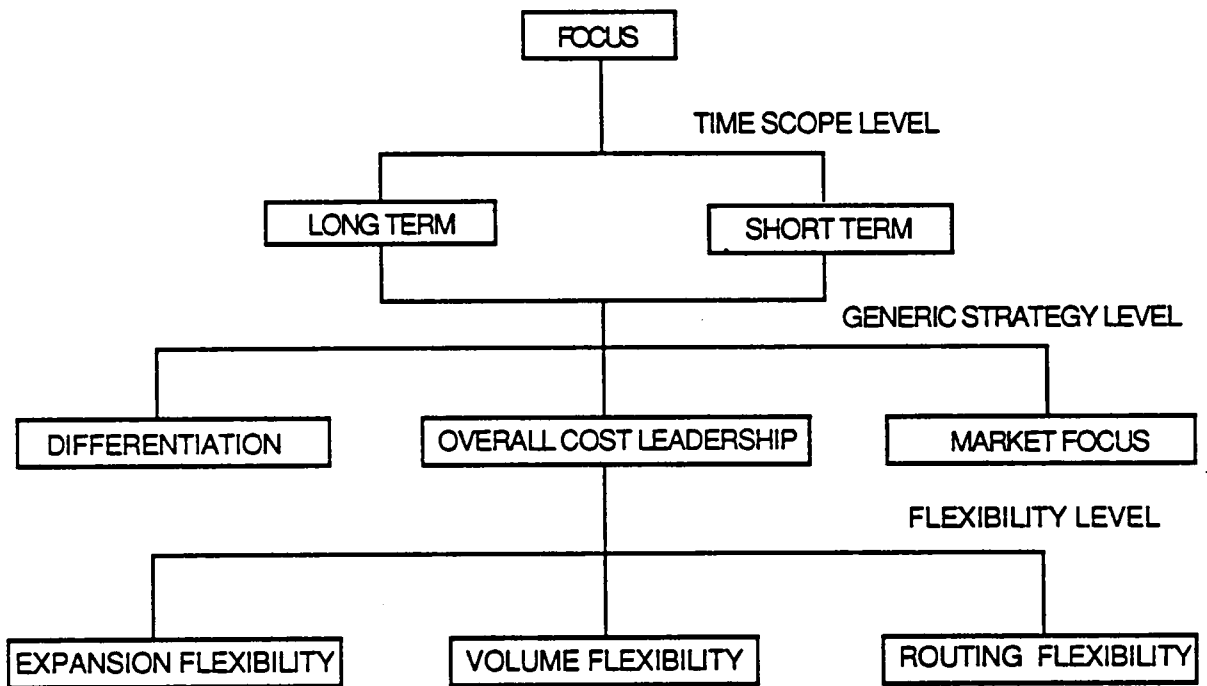 FOCUS
TIME SCOPE LEVEL
LONG TERM
SHORT TERM
GENERIC STRATEGY LEVEL
DIFFERENTIATION
OVERALL COST LEADERSHIP
MARKET FOCUS
FLEXIBILITY LEVEL
EXPANSION FLEXIBILITY
VOLUME FLEXIBILITY
ROUTING FLEXIBILITY